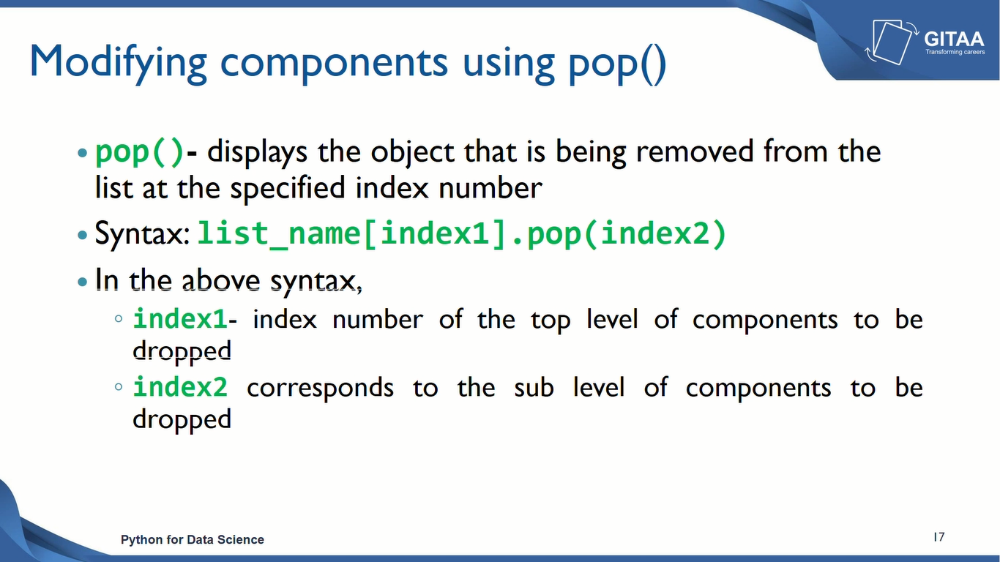 GITAA
Transforming careers
Modifying components using pop()
• pop()- displays the object that is being removed from the
list at the specified index number
• Syntax: list_name[index1].pop(index2)
• In the above syntax,
◦ index1- index number of the top level of components to be
dropped
◦ index2 corresponds to the sub level of components to be
dropped
Python for Data Science
17